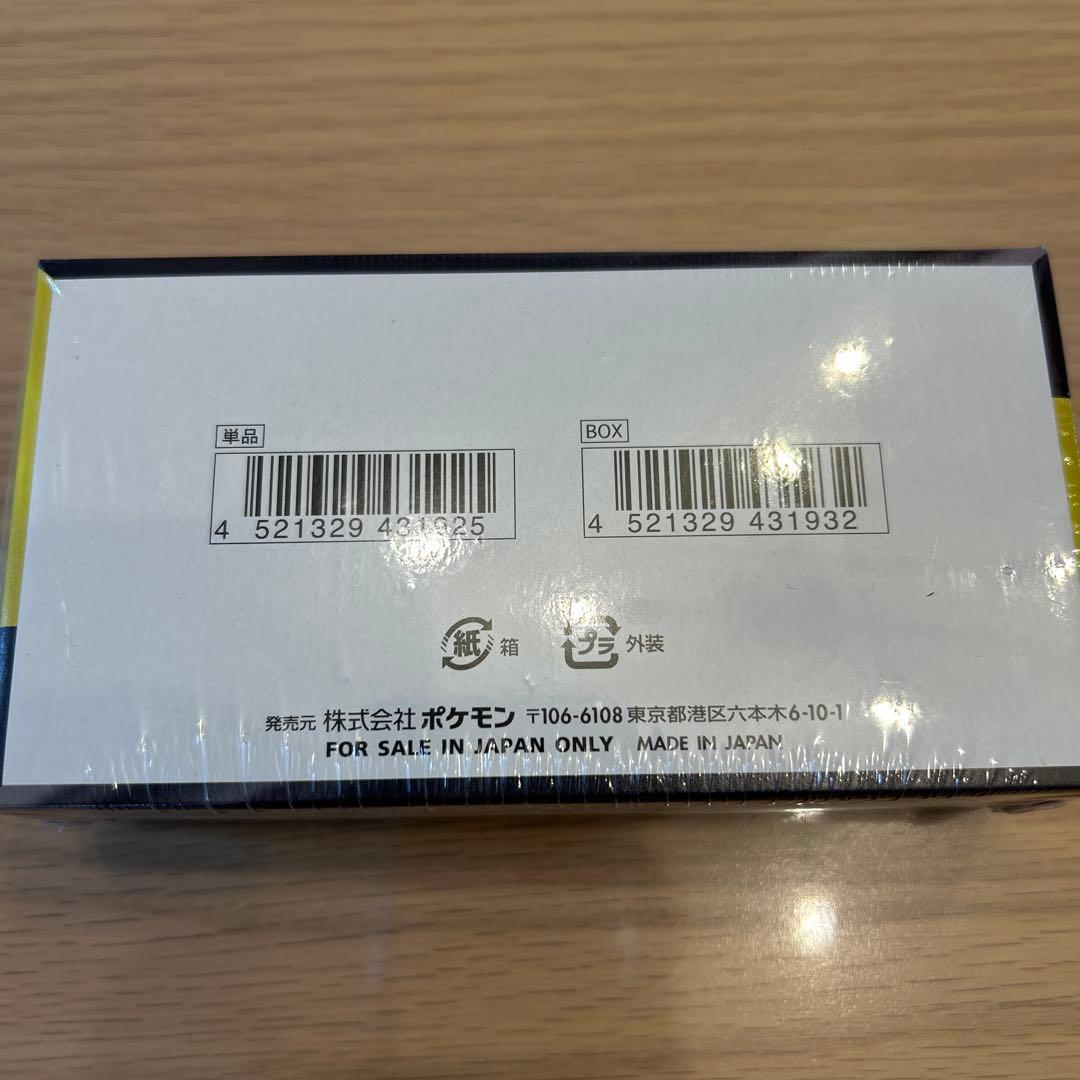 単品
4 521329 431925
BOX
4 521329 431932
紙 箱
プラ 外装
発売元 株式会社 ポケモン 〒106-6108 東京都港区六本木6-10-1
FOR SALE IN JAPAN ONLY MADE IN JAPAN